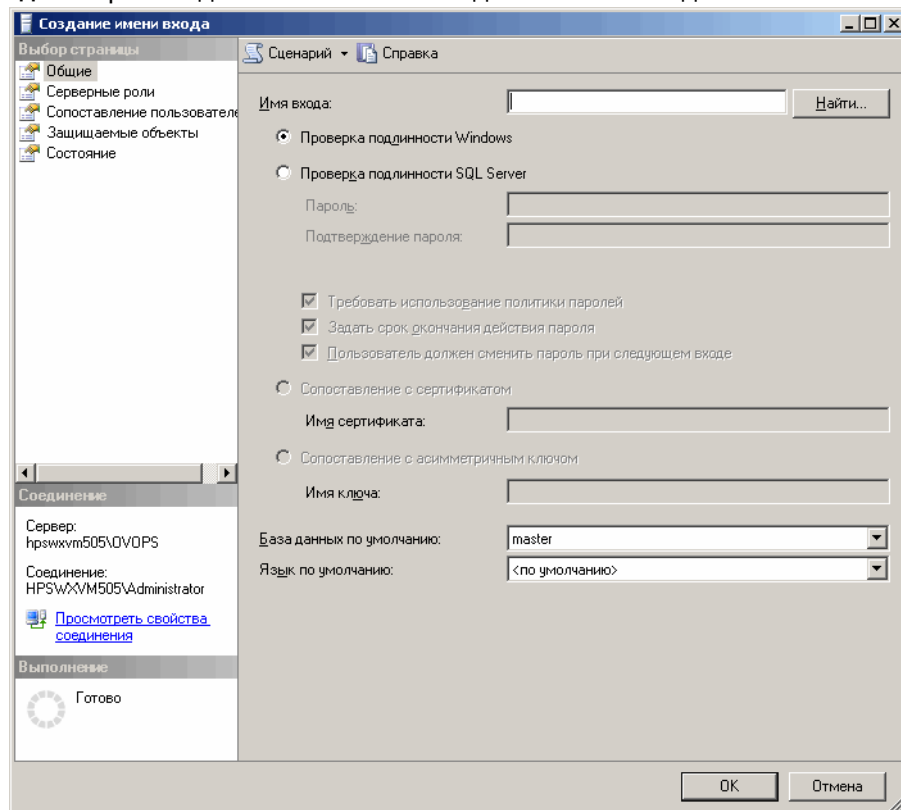 Создание имени входа
Выбор страницы
Общие
Серверные роли
Сопоставление пользователе
Защищаемые объекты
Состояние
Сценарий Справка
Имя входа: Найти...
Проверка подлинности Windows
Проверка подлинности SQL Server
Пароль:
Подтверждение пароля:
Требовать использование политики паролей
Задать срок окончания действия пароля
Пользователь должен сменить пароль при следующем входе
Сопоставление с сертификатом
Имя сертификата:
Сопоставление с асимметричным ключом
Имя ключа:
База данных по умолчанию: master
Язык по умолчанию: <по умолчанию>
Соединение
Сервер:
hpswxvm505\OVOPS
Соединение:
HPSWXVM505\Administrator
Просмотреть свойства
соединения
Выполнение
Готово
OK Отмена